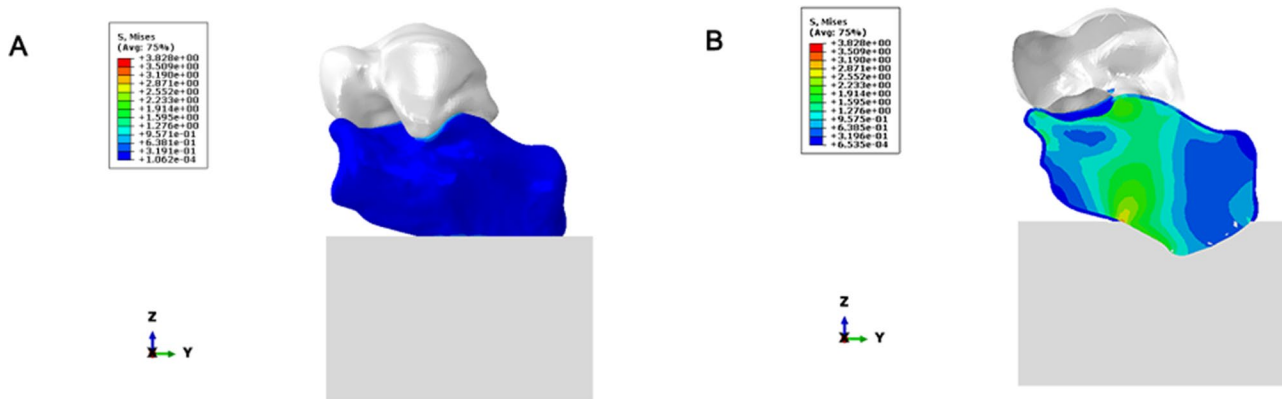 A
S, Mises
(Avg: 75%)
+3.828e+00
+3.509e+00
+3.190e+00
+2.871e+00
+2.552e+00
+2.233e+00
+1.914e+00
+1.595e+00
+1.276e+00
+9.571e-01
+6.381e-01
+3.191e-01
+1.062e-04
Z
Y
X
B
S, Mises
(Avg: 75%)
+3.828e+00
+3.509e+00
+3.190e+00
+2.871e+00
+2.552e+00
+2.233e+00
+1.914e+00
+1.595e+00
+1.276e+00
+9.575e-01
+6.385e-01
+3.196e-01
+6.535e-04
Z
Y
X